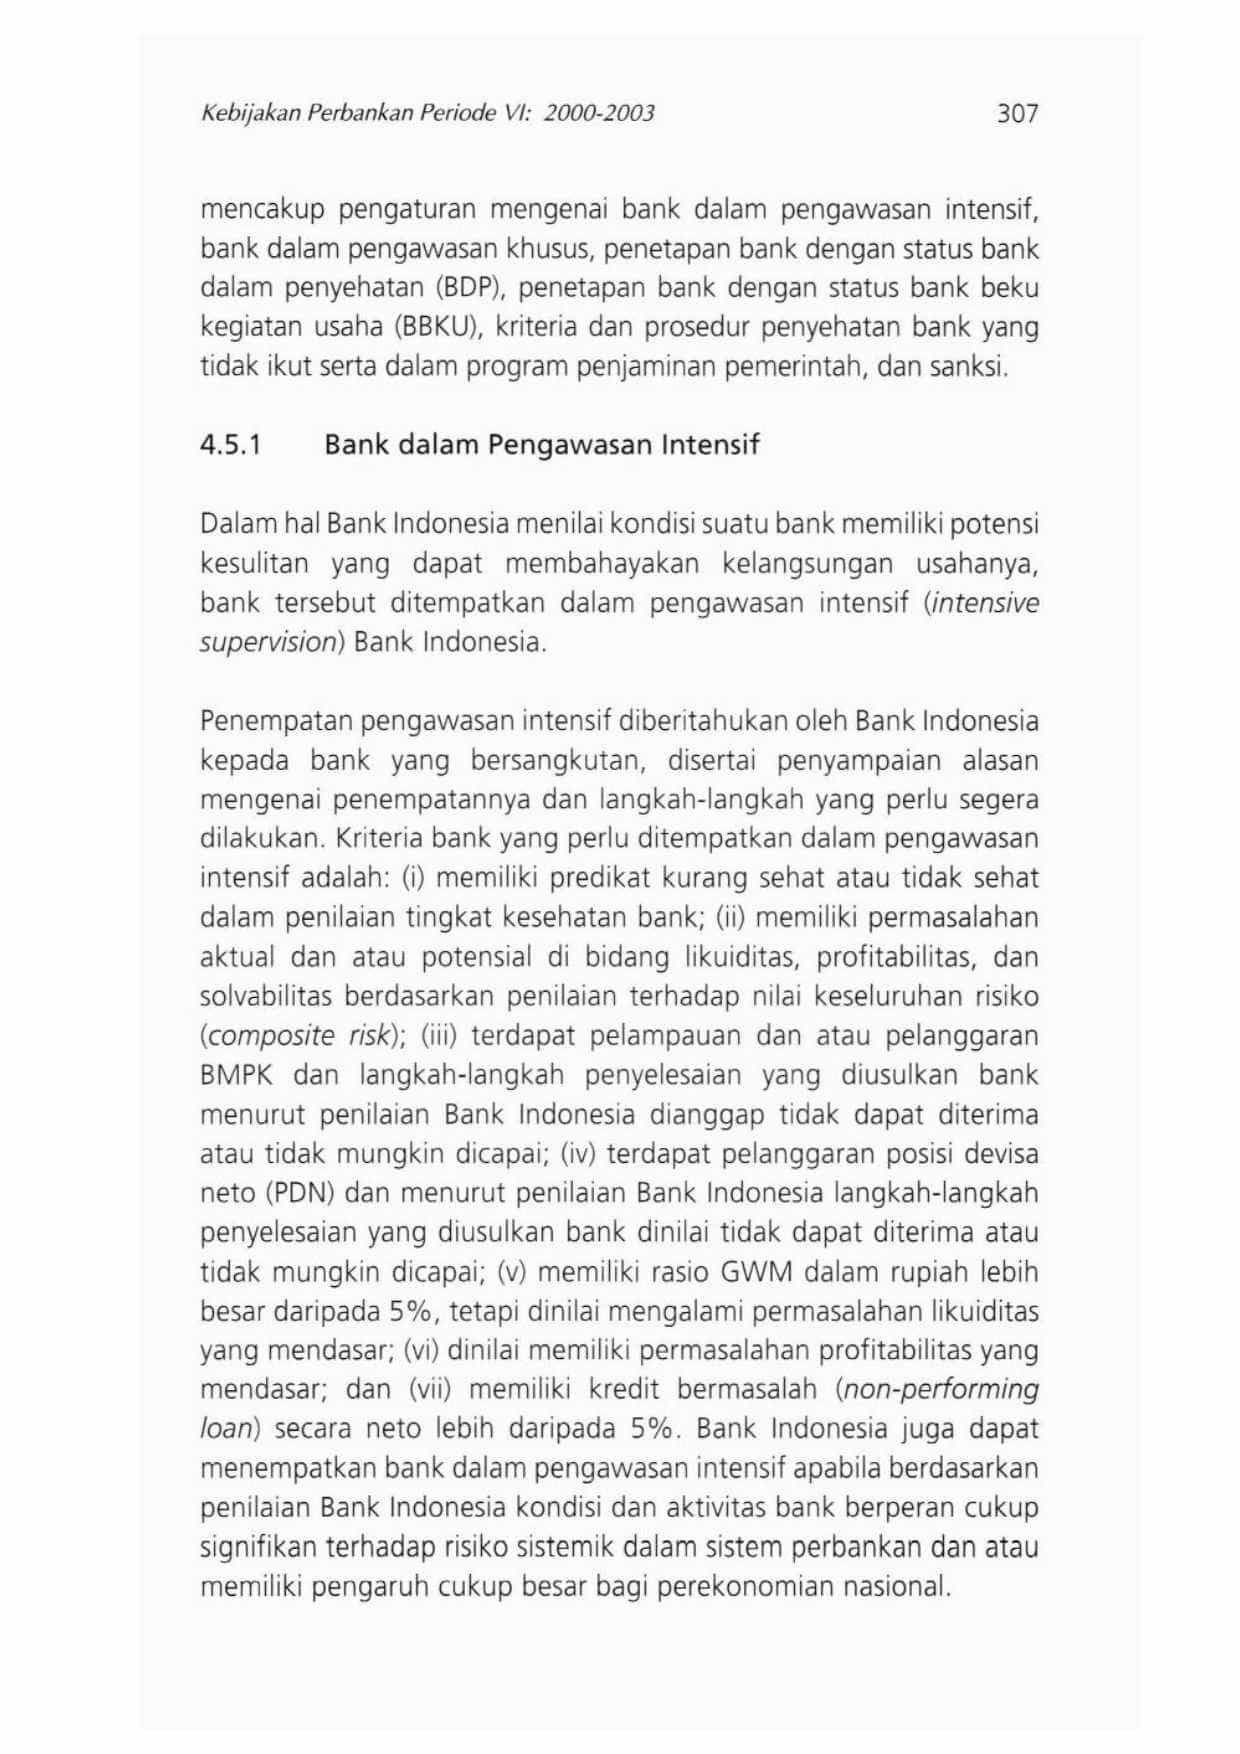 Kebijakan Perbankan Periode VI: 2000-2003 307
mencakup pengaturan mengenai bank dalam pengawasan intensif,
bank dalam pengawasan khusus, penetapan bank dengan status bank
dalam penyehatan (BDP), penetapan bank dengan status bank beku
kegiatan usaha (BBKU), kriteria dan prosedur penyehatan bank yang
tidak ikut serta dalam program penjaminan pemerintah, dan sanksi.
4.5.1 Bank dalam Pengawasan Intensif
Dalam hal Bank Indonesia menilai kondisi suatu bank memiliki potensi
kesulitan yang dapat membahayakan kelangsungan usahanya,
bank tersebut ditempatkan dalam pengawasan intensif (intensive
supervision) Bank Indonesia.
Penempatan pengawasan intensif diberitahukan oleh Bank Indonesia
kepada bank yang bersangkutan, disertai penyampaian alasan
mengenai penempatannya dan langkah-langkah yang perlu segera
dilakukan. Kriteria bank yang perlu ditempatkan dalam pengawasan
intensif adalah: (i) memiliki predikat kurang sehat atau tidak sehat
dalam penilaian tingkat kesehatan bank; (ii) memiliki permasalahan
aktual dan atau potensial di bidang likuiditas, profitabilitas, dan
solvabilitas berdasarkan penilaian terhadap nilai keseluruhan risiko
(composite risk); (iii) terdapat pelampauan dan atau pelanggaran
BMPK dan langkah-langkah penyelesaian yang diusulkan bank
menurut penilaian Bank Indonesia dianggap tidak dapat diterima
atau tidak mungkin dicapai; (iv) terdapat pelanggaran posisi devisa
neto (PDN) dan menurut penilaian Bank Indonesia langkah-langkah
penyelesaian yang diusulkan bank dinilai tidak dapat diterima atau
tidak mungkin dicapai; (v) memiliki rasio GWM dalam rupiah lebih
besar daripada 5%, tetapi dinilai mengalami permasalahan likuiditas
yang mendasar; (vi) dinilai memiliki permasalahan profitabilitas yang
mendasar; dan (vii) memiliki kredit bermasalah (non-performing
loan) secara neto lebih daripada 5%. Bank Indonesia juga dapat
menempatkan bank dalam pengawasan intensif apabila berdasarkan
penilaian Bank Indonesia kondisi dan aktivitas bank berperan cukup
signifikan terhadap risiko sistemik dalam sistem perbankan dan atau
memiliki pengaruh cukup besar bagi perekonomian nasional.